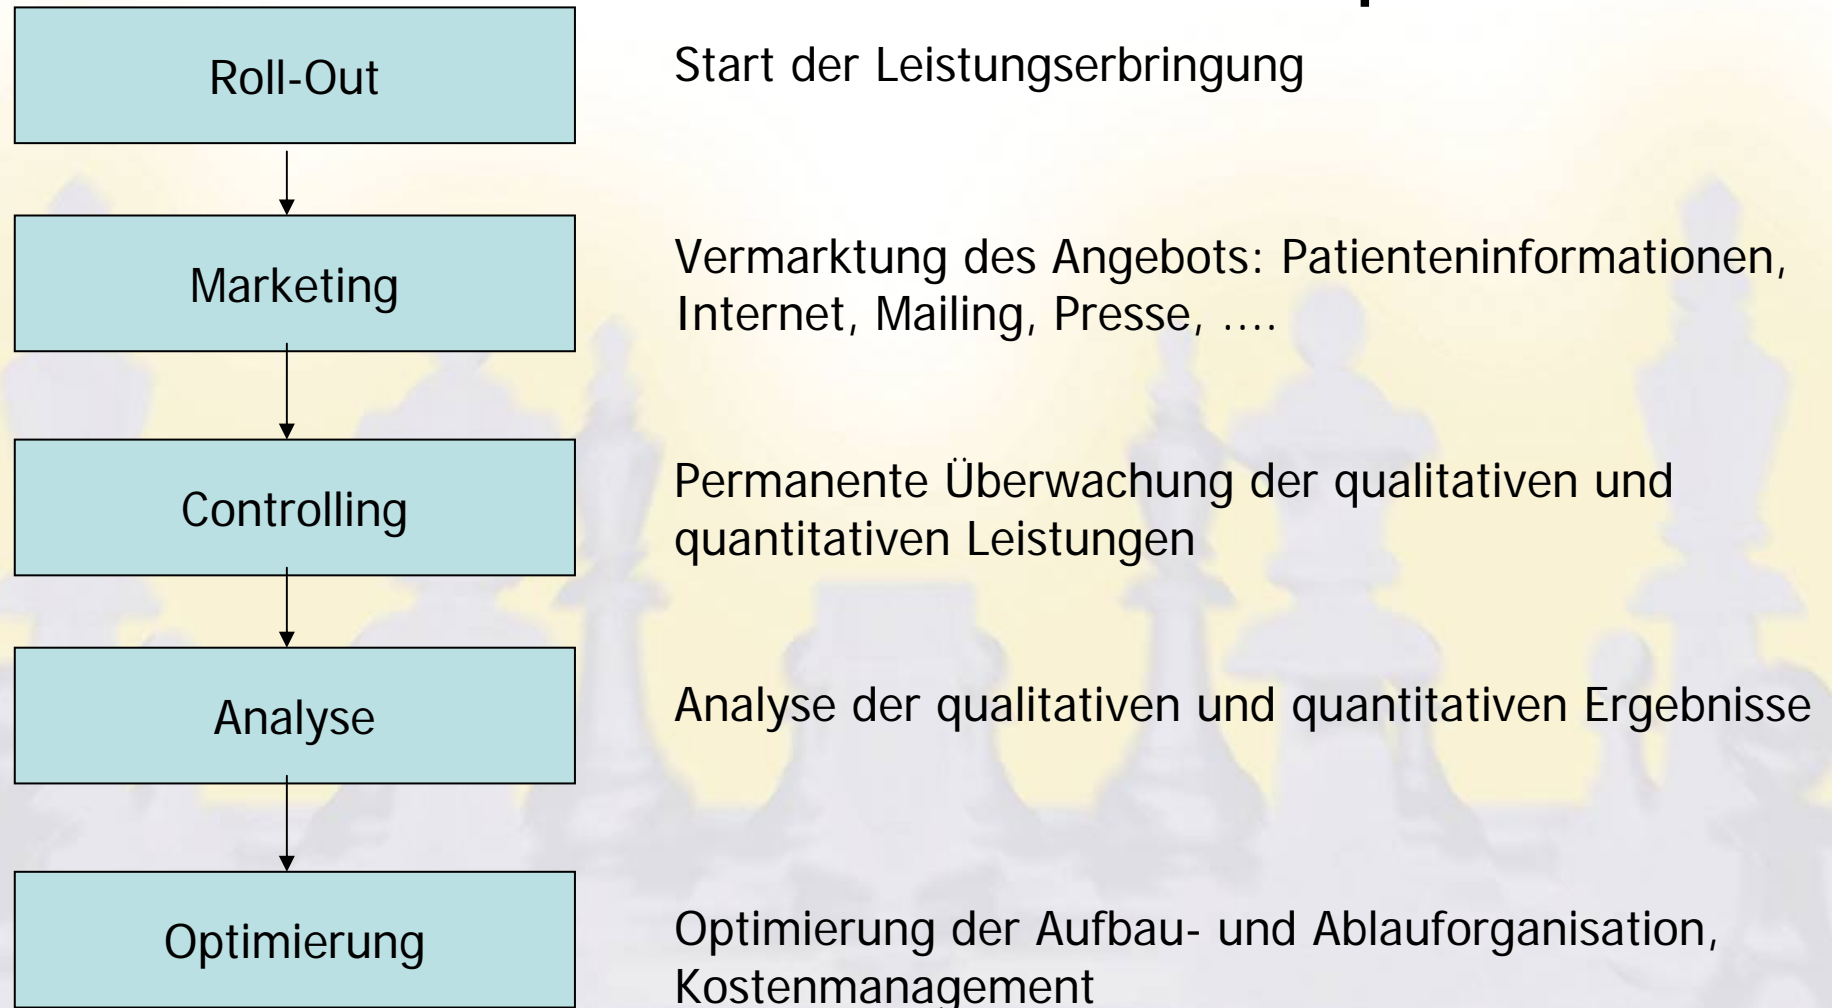 Roll-Out
Start der Leistungserbringung
Marketing
Vermarktung des Angebots: Patienteninformationen,
Internet, Mailing, Presse, ....
Controlling
Permanente Überwachung der qualitativen und
quantitativen Leistungen
Analyse
Analyse der qualitativen und quantitativen Ergebnisse
Optimierung
Optimierung der Aufbau- und Ablauforganisation,
Kostenmanagement